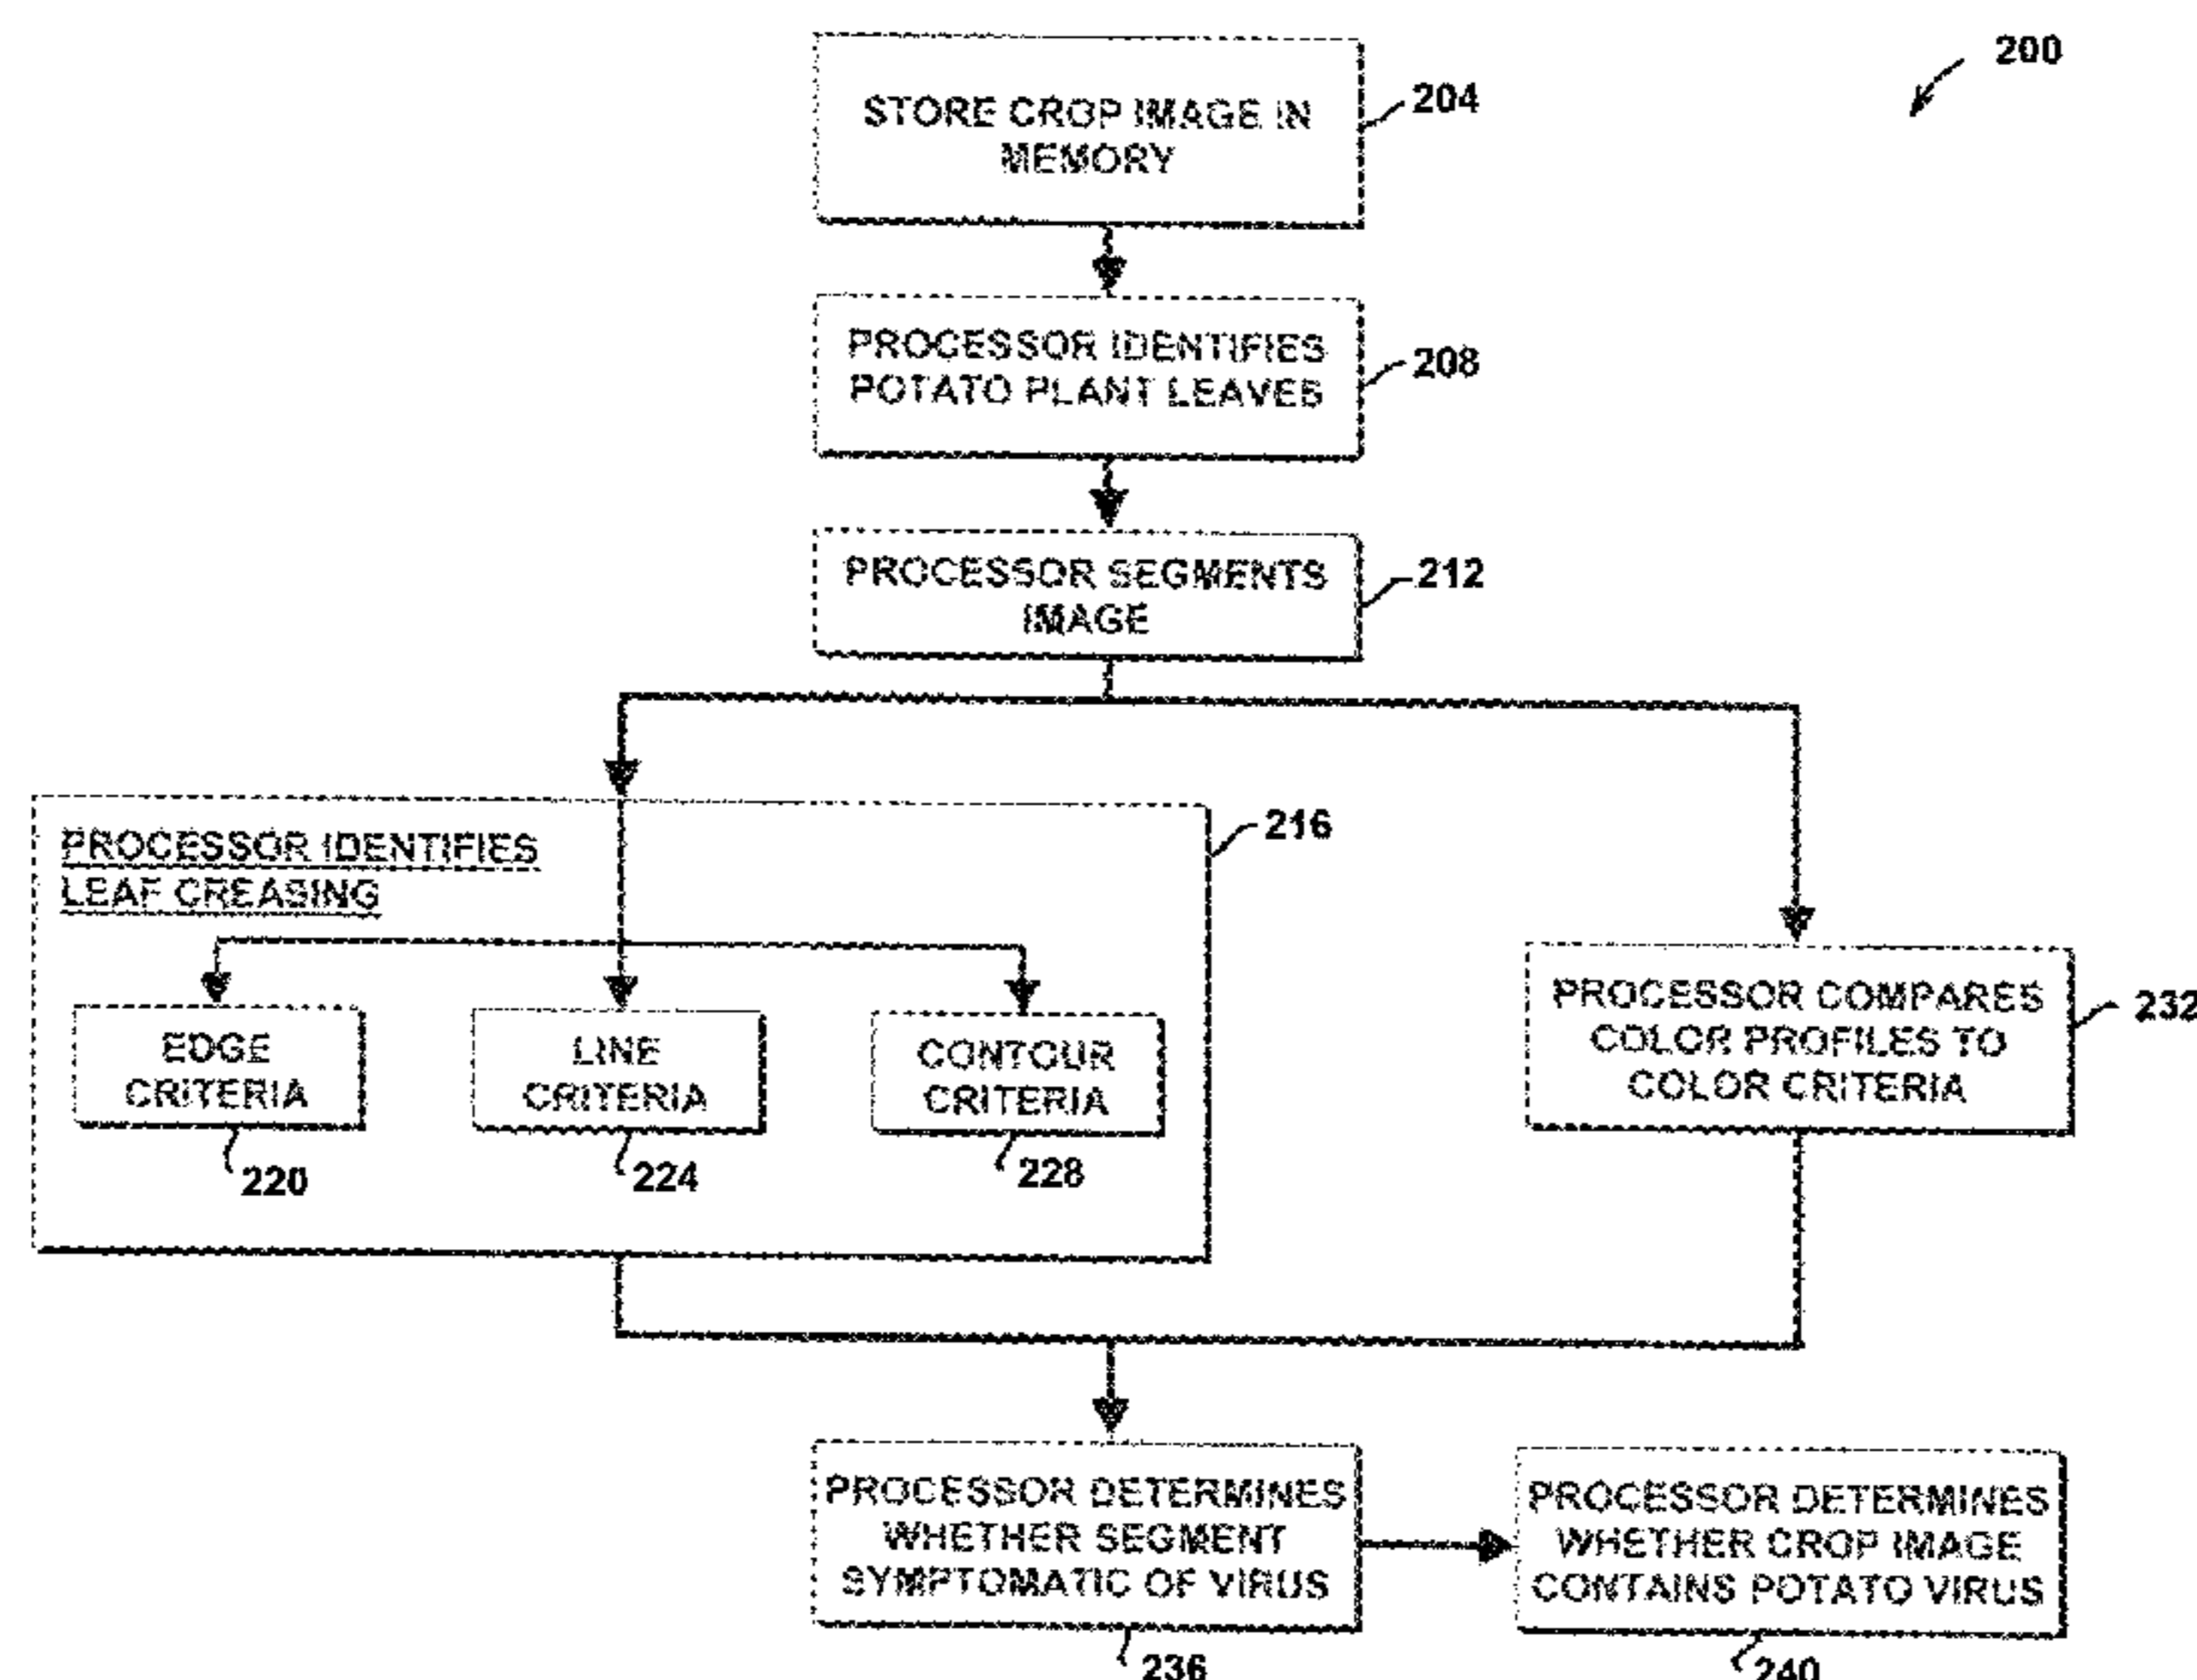 200
STORE CROP IMAGE IN
MEMORY
204
PROCESSOR IDENTIFIES
POTATO PLANT LEAVES
208
PROCESSOR SEGMENTS
IMAGE
212
PROCESSOR IDENTIFIES
LEAF CREASING
216
EDGE
CRITERIA
220
LINE
CRITERIA
224
CONTOUR
CRITERIA
228
PROCESSOR COMPARES
COLOR PROFILES TO
COLOR CRITERIA
232
PROCESSOR DETERMINES
WHETHER SEGMENT
SYMPTOMATIC OF VIRUS
236
PROCESSOR DETERMINES
WHETHER CROP IMAGE
CONTAINS POTATO VIRUS
240